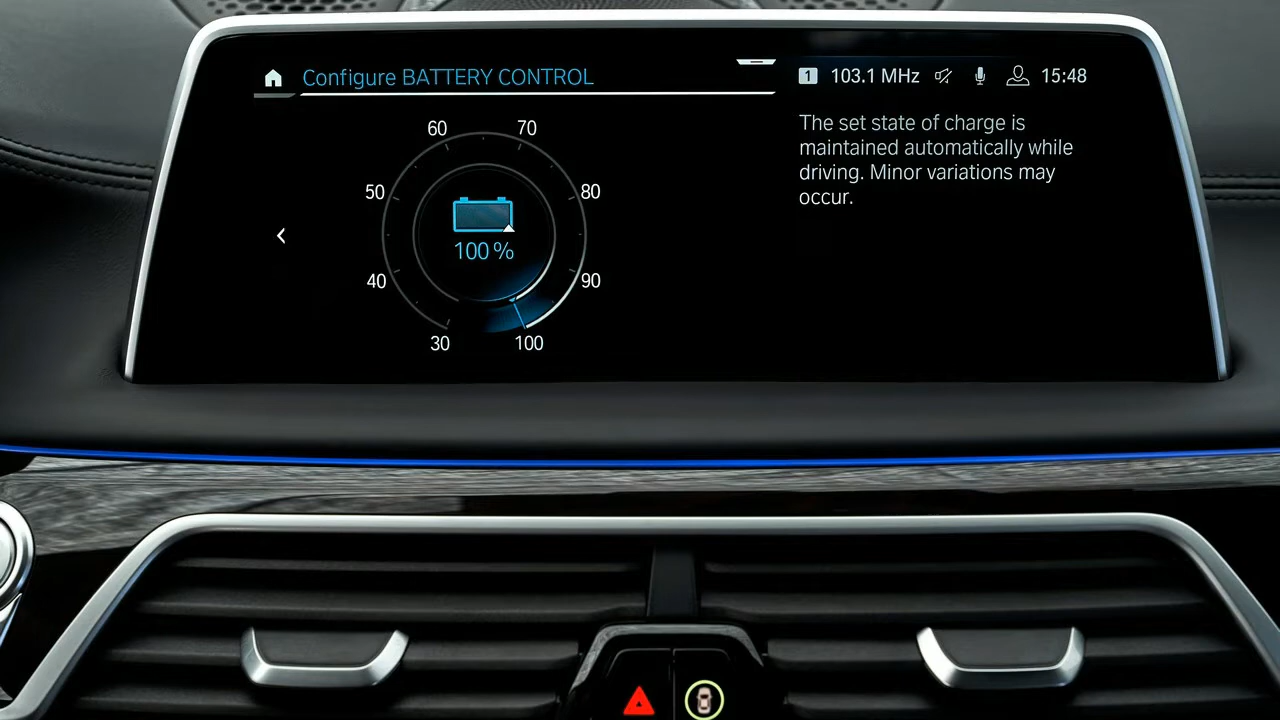 Configure BATTERY CONTROL
1 103.1 MHz 15:48
The set state of charge is
maintained automatically while
driving. Minor variations may
occur.
60 70
50 80
100 %
40 90
30 100